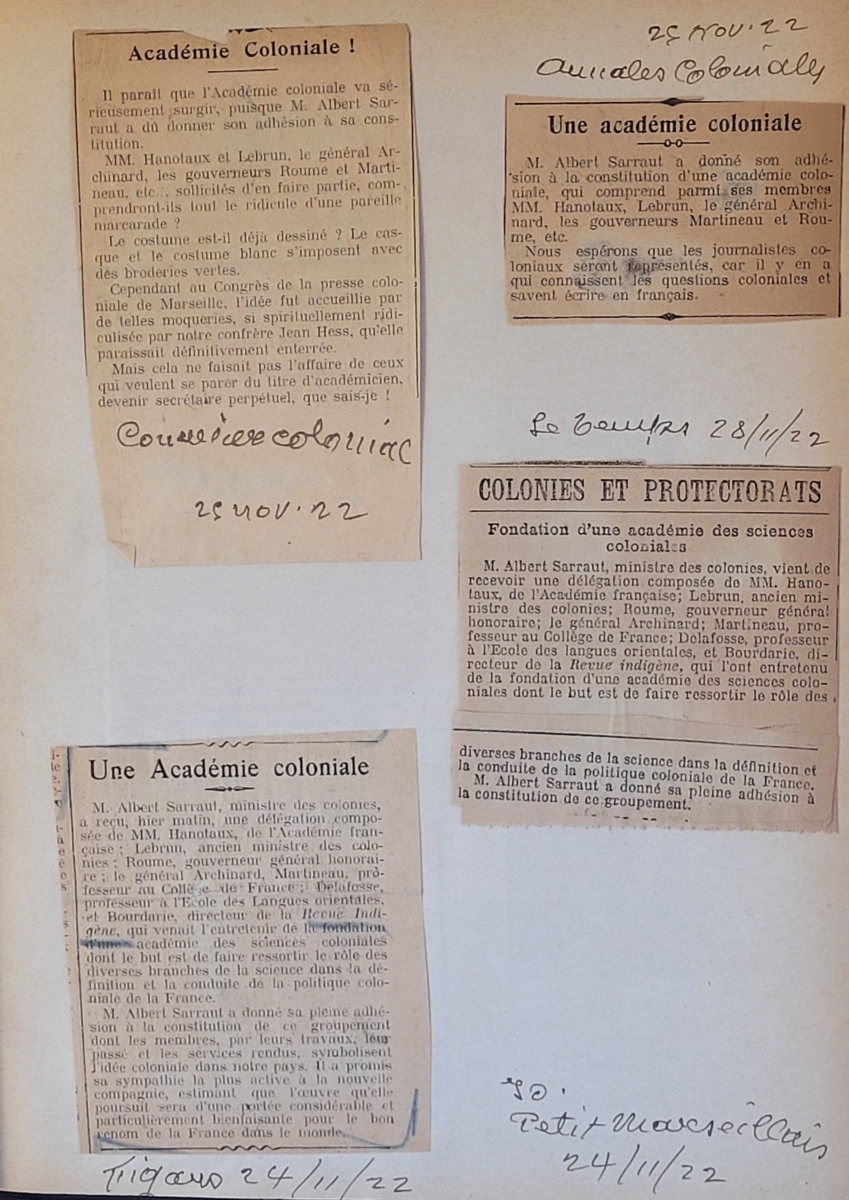 Académie Coloniale !
Il paraît que l'Académie coloniale va sé-
rieusement surgir, puisque M. Albert Sar-
raut a dû donner son adhésion à sa cons-
titution.
MM. Hanotaux et Lebrun, le général Ar-
chinard, les gouverneurs Roume et Marti-
neau, etc., sollicités d'en faire partie, com-
prendront-ils tout le ridicule d'une pareille
marcarade ?
Le costume est-il déjà dessiné ? Le cas-
que et le costume blanc s'imposent avec
des broderies vertes.
Cependant au Congrès de la presse colo-
niale de Marseille, l'idée fut accueillie par
de telles moqueries, si spirituellement ridi-
culisée par notre confrère Jean Hess, qu'elle
paraissait définitivement enterrée.
Mais cela ne faisait pas l'affaire de ceux
qui veulent se parer du titre d'académicien,
devenir secrétaire perpétuel, que sais-je !
Courrier colonial
25 NOV. 22
25 NOV. 22
Annales Coloniales
Une académie coloniale
M. Albert Sarraut a donné son adhé-
sion à la constitution d'une académie colo-
niale, qui comprend parmi ses membres
MM. Hanotaux, Lebrun, le général Archi-
nard, les gouverneurs Martineau et Rou-
me, etc.
Nous espérons que les journalistes co-
loniaux seront représentés, car il y en a
qui connaissent les questions coloniales et
savent écrire en français.
Le Temps 28/11/22
COLONIES ET PROTECTORATS
Fondation d'une académie des sciences
coloniales
M. Albert Sarraut, ministre des colonies, vient de
recevoir une délégation composée de MM. Hano-
taux, de l'Académie française; Lebrun, ancien mi-
nistre des colonies; Roume, gouverneur général
honoraire; le général Archinard; Martineau, pro-
fesseur au Collège de France; Delafosse, professeur
à l'Ecole des langues orientales, et Bourdarie, di-
recteur de la Revue indigène, qui l'ont entretenu
de la fondation d'une académie des sciences colo-
niales dont le but est de faire ressortir le rôle des
diverses branches de la science dans la définition et
la conduite de la politique coloniale de la France.
M. Albert Sarraut a donné sa pleine adhésion à
la constitution de ce groupement.
Une Académie coloniale
M. Albert Sarraut, ministre des colonies,
a reçu, hier matin, une délégation compo-
sée de MM. Hanotaux, de l'Académie fran-
çaise ; Lebrun, ancien ministre des colo-
nies ; Roume, gouverneur général honorai-
re ; le général Archinard, Martineau, pro-
fesseur au Collège de France ; Delafosse,
professeur à l'Ecole des Langues orientales,
et Bourdarie, directeur de la Revue Indi-
gène, qui venait l'entretenir de la fondation
d'une académie des sciences coloniales
dont le but est de faire ressortir le rôle des
diverses branches de la science dans la dé-
finition et la conduite de la politique colo-
niale de la France.
M. Albert Sarraut a donné sa pleine adhé-
sion à la constitution de ce groupement
dont les membres, par leurs travaux, leur
passé et les services rendus, symbolisent
l'idée coloniale dans notre pays. Il a promis
sa sympathie la plus active à la nouvelle
compagnie, estimant que l'œuvre qu'elle
poursuit sera d'une portée considérable et
particulièrement bienfaisante pour le bon
renom de la France dans le monde.
Figaro 24/11/22
Petit Marseillais
24/11/22